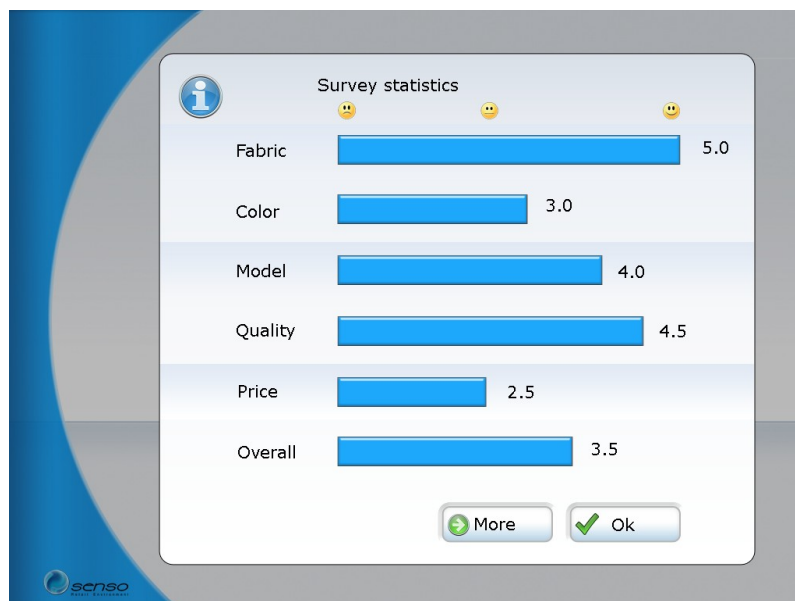 Survey statistics
Fabric 5.0
Color 3.0
Model 4.0
Quality 4.5
Price 2.5
Overall 3.5
More Ok
senso